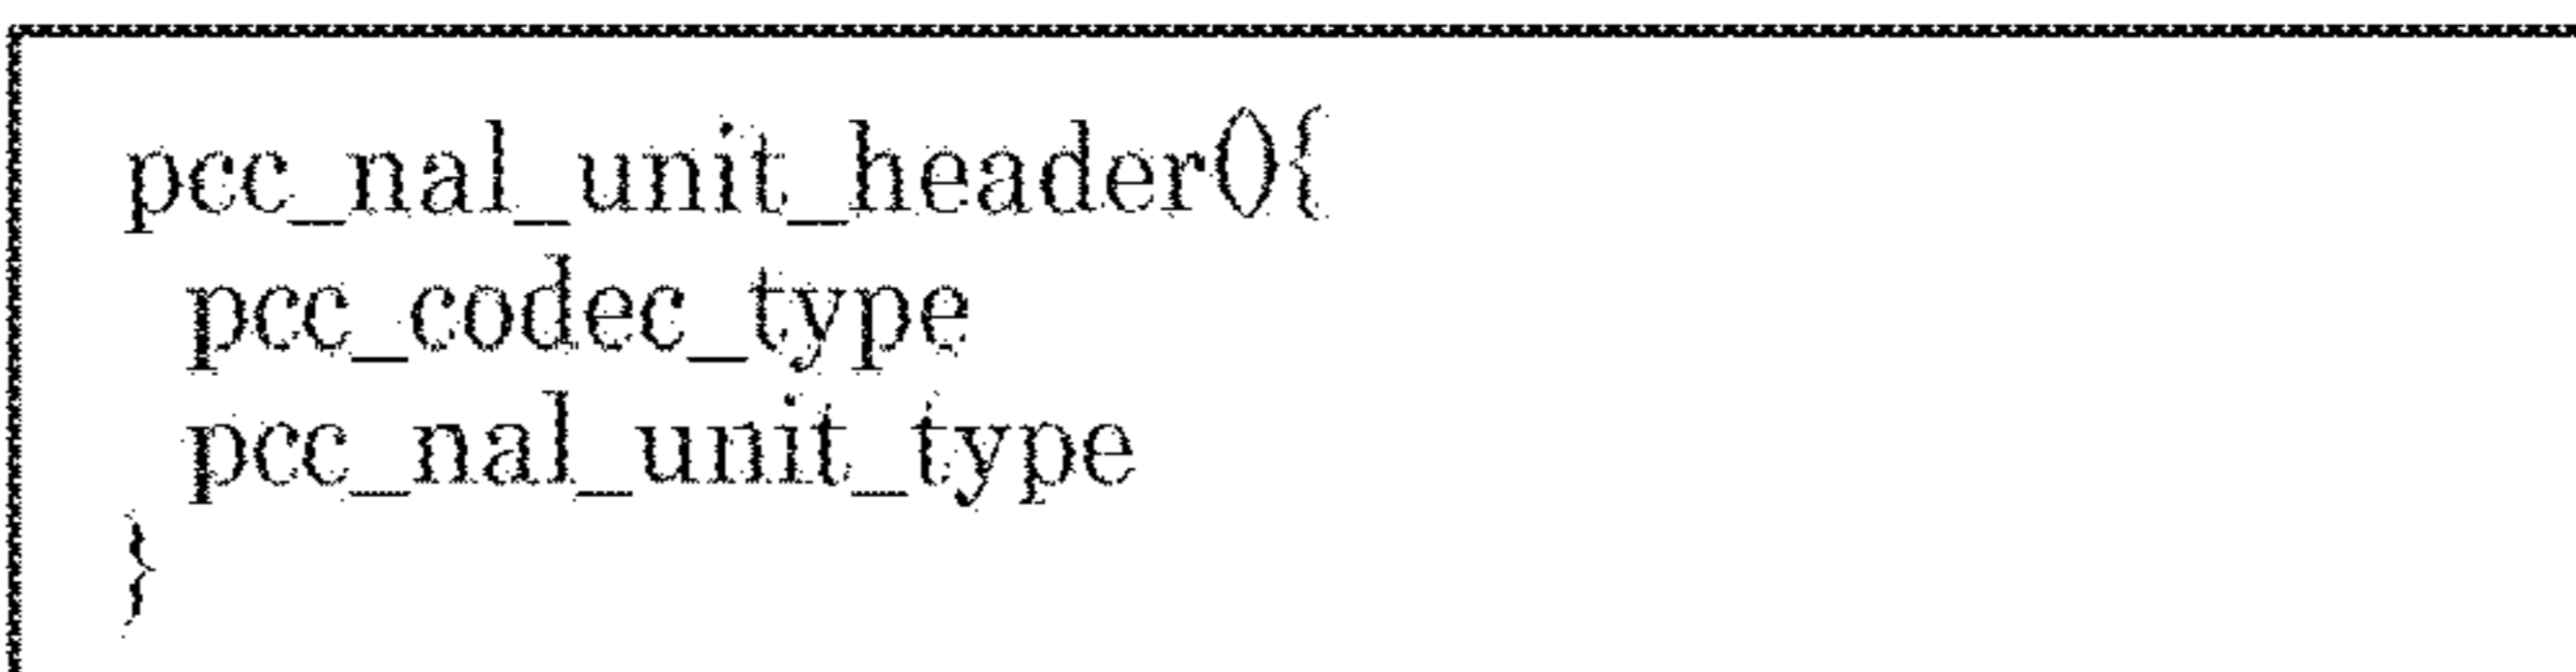 pcc_nal_unit_header(){
pcc_codec_type
pcc_nal_unit_type
}